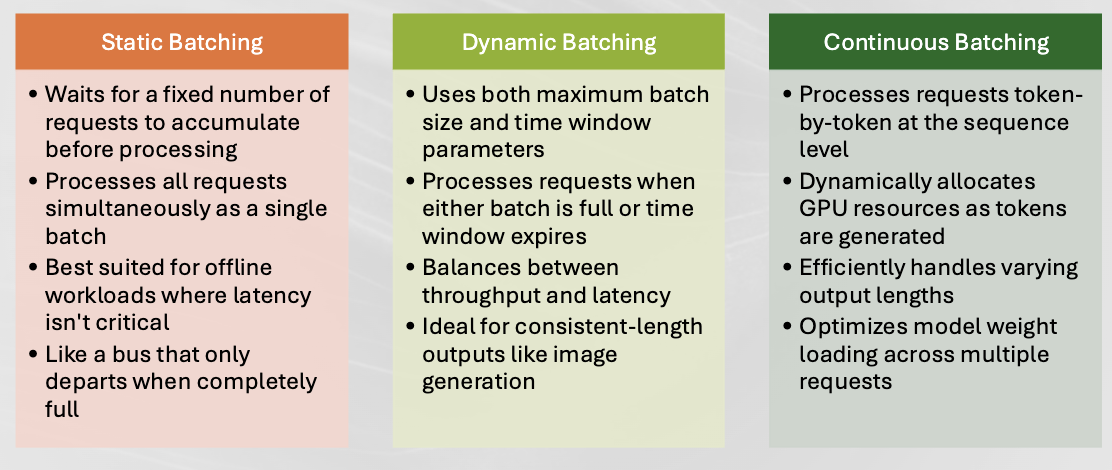 Static Batching
• Waits for a fixed number of
requests to accumulate
before processing
• Processes all requests
simultaneously as a single
batch
• Best suited for offline
workloads where latency
isn't critical
• Like a bus that only
departs when completely
full
Dynamic Batching
• Uses both maximum batch
size and time window
parameters
• Processes requests when
either batch is full or time
window expires
• Balances between
throughput and latency
• Ideal for consistent-length
outputs like image
generation
Continuous Batching
• Processes requests token-
by-token at the sequence
level
• Dynamically allocates
GPU resources as tokens
are generated
• Efficiently handles varying
output lengths
• Optimizes model weight
loading across multiple
requests